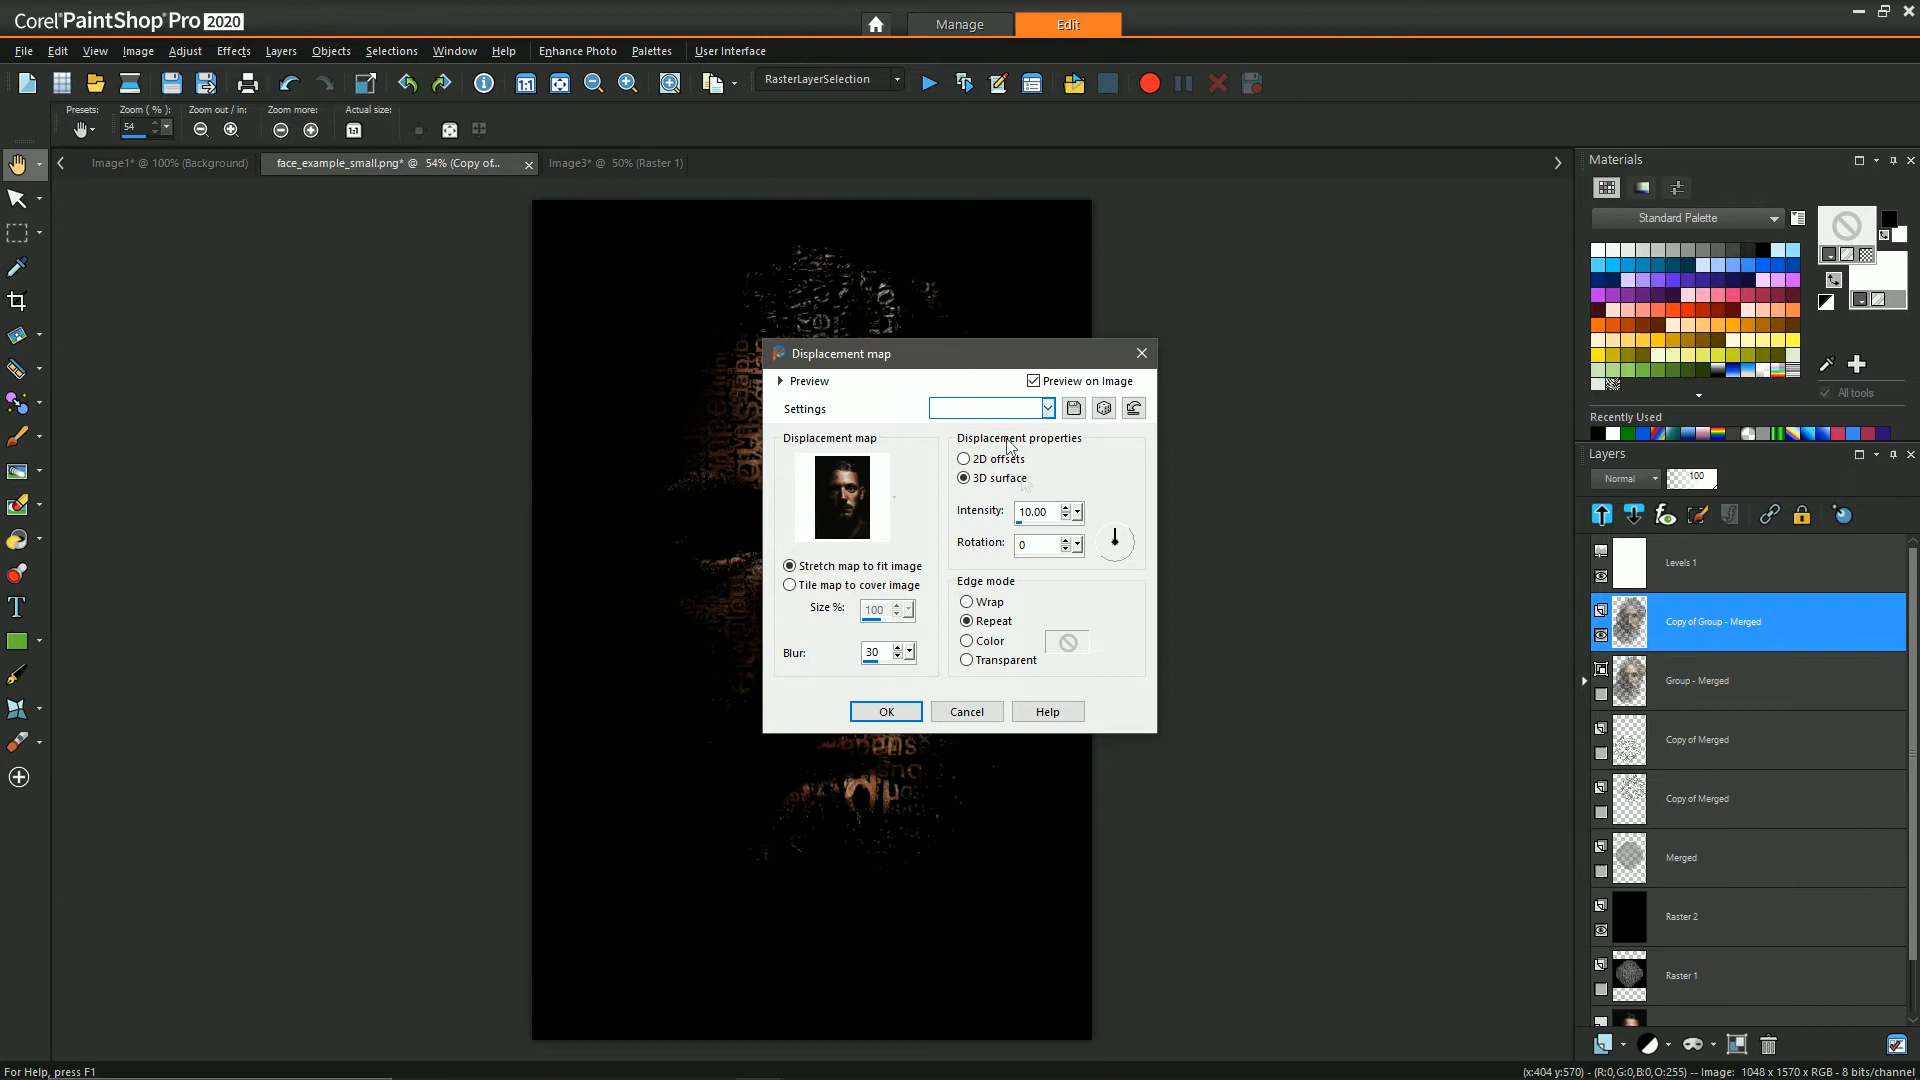 Corel PaintShop Pro 2020
Manage
Edit
File Edit View Image Adjust Effects Layers Objects Selections Window Help Enhance Photo Palettes User Interface
RasterLayerSelection
Presets: Zoom ( % ): Zoom out / in: Zoom more: Actual size:
54
Image1* @ 100% (Background)
face_example_small.png* @ 54% (Copy of...
Image3* @ 50% (Raster 1)
Materials
Standard Palette
All tools
Recently Used
Layers
Normal
100
Levels 1
Copy of Group - Merged
Group - Merged
Copy of Merged
Copy of Merged
Merged
Raster 2
Raster 1
Displacement map
Preview
Preview on Image
Settings
Displacement map
Stretch map to fit image
Tile map to cover image
Size %: 100
Blur: 30
Displacement properties
2D offsets
3D surface
Intensity: 10.00
Rotation: 0
Edge mode
Wrap
Repeat
Color
Transparent
OK
Cancel
Help
For Help, press F1
(x:404 y:570) - (R:0,G:0,B:0,O:255) -- Image: 1048 x 1570 x RGB - 8 bits/channel